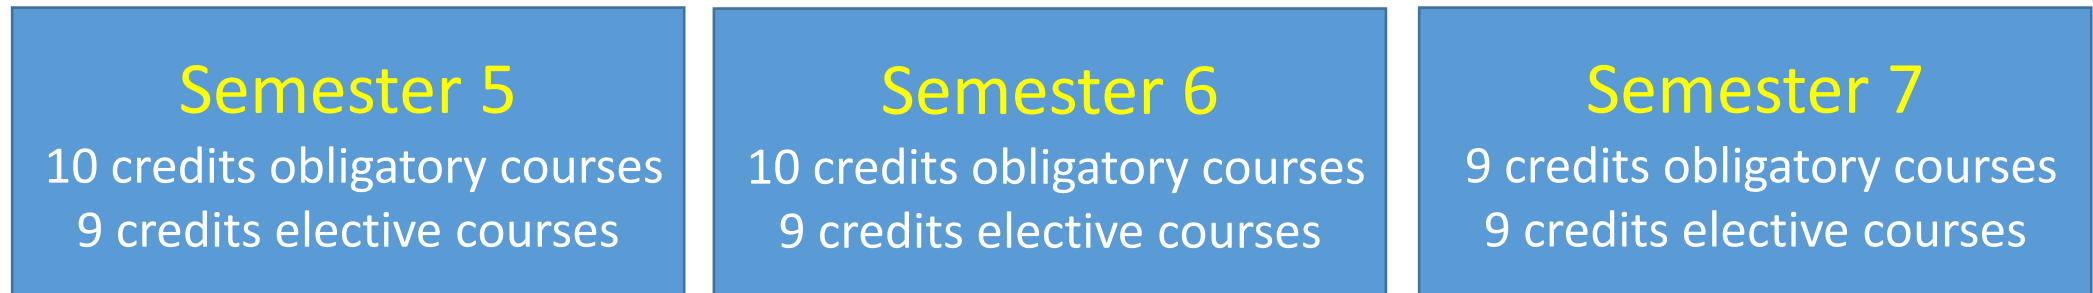 Semester 5
10 credits obligatory courses
9 credits elective courses
Semester 6
10 credits obligatory courses
9 credits elective courses
Semester 7
9 credits obligatory courses
9 credits elective courses